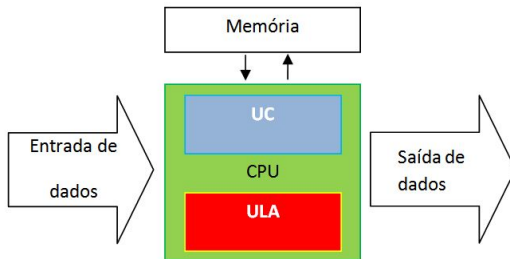 Memória
UC
Entrada de
dados
CPU
Saída de
dados
ULA